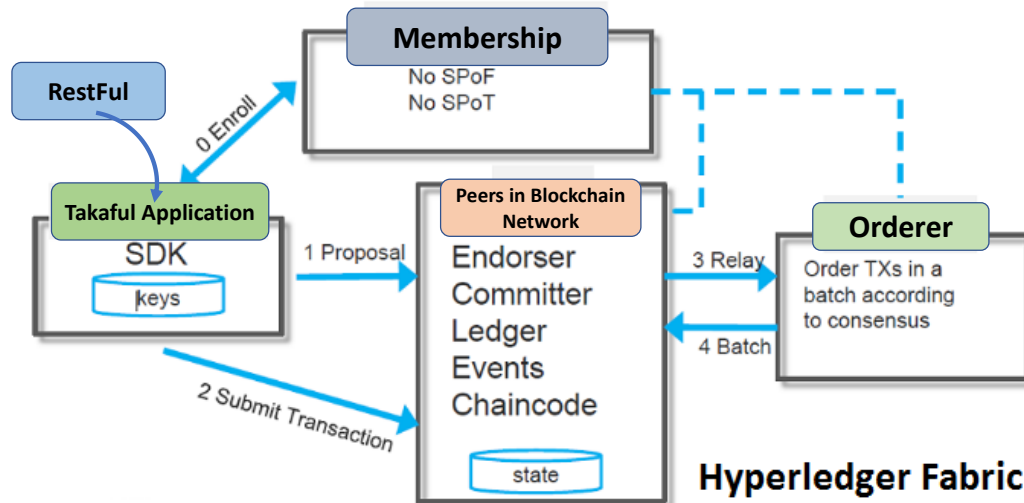 Membership
No SPoF
No SPoT
RestFul
0 Enroll
Takaful Application
SDK
keys
1 Proposal
2 Submit Transaction
Peers in Blockchain
Network
Endorser
Committer
Ledger
Events
Chaincode
state
3 Relay
4 Batch
Orderer
Order TXs in a
batch according
to consensus
Hyperledger Fabric